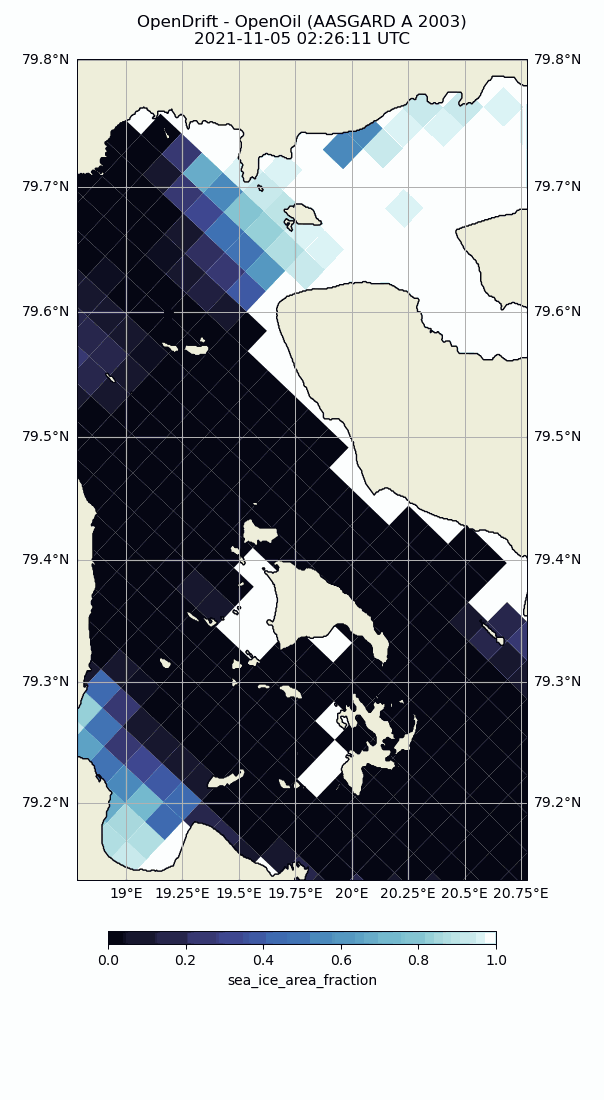 OpenDrift - OpenOil (AASGARD A 2003)
2021-11-05 02:26:11 UTC
79.8°N 79.8°N
79.7°N 79.7°N
79.6°N 79.6°N
79.5°N 79.5°N
79.4°N 79.4°N
79.3°N 79.3°N
79.2°N 79.2°N
19°E 19.25°E 19.5°E 19.75°E 20°E 20.25°E 20.5°E 20.75°E
0.0 0.2 0.4 0.6 0.8 1.0
sea_ice_area_fraction